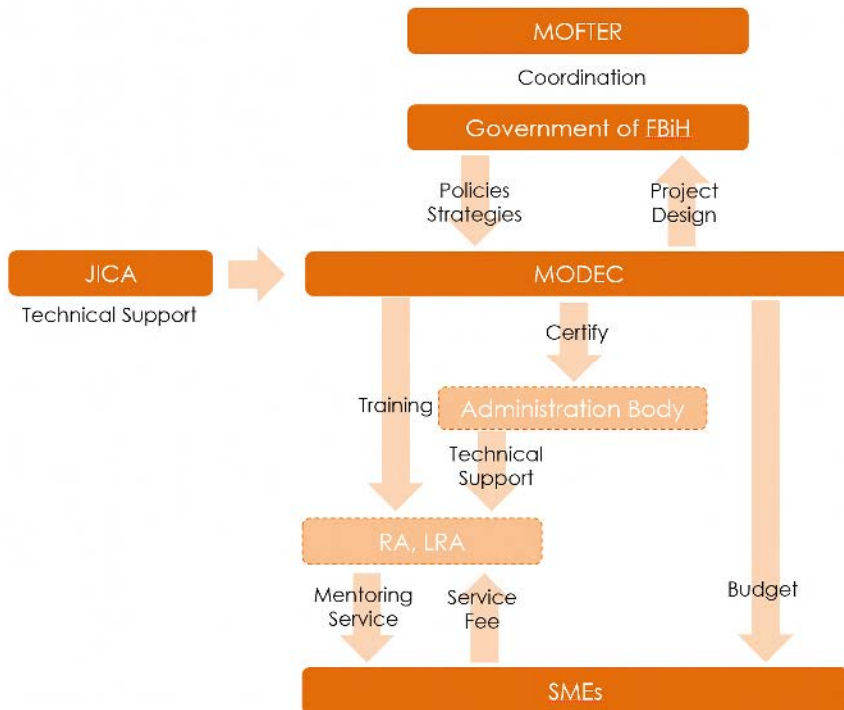 MOFTER
Coordination
Government of FBiH
Policies
Strategies
Project
Design
JICA
Technical Support
MODEC
Certify
Training
Administration Body
Technical
Support
RA, LRA
Mentoring
Service
Service
Fee
Budget
SMEs